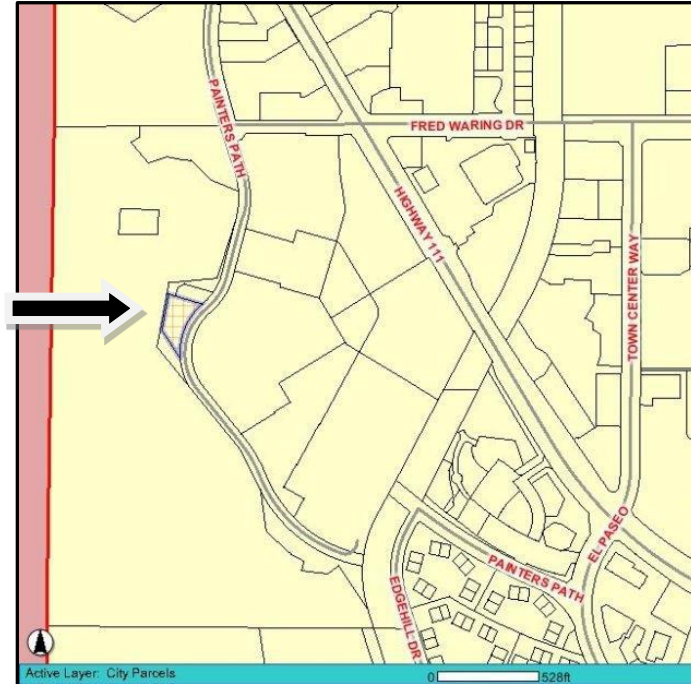 PAINTERS PATH
FRED WARING DR
HIGHWAY 111
TOWN CENTER WAY
EL PASEO
PAINTERS PATH
EDGEHILL DR
Active Layer: City Parcels
0 528ft